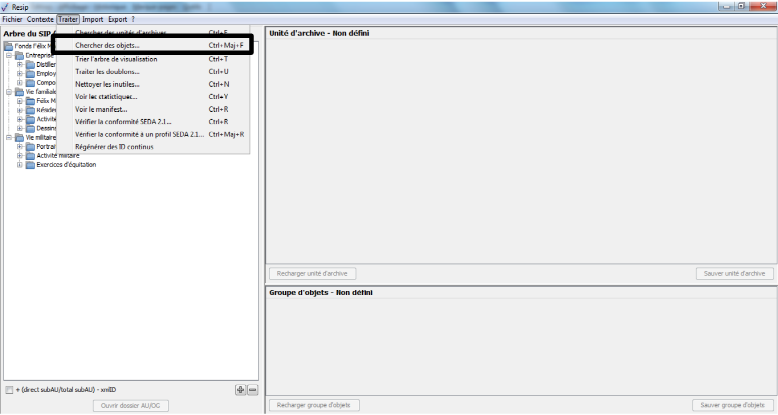 Resip
Fichier Contexte Traiter Import Export ?
Arbre du SIP
Chercher des unités d'archives... Ctrl+F
Chercher des objets... Ctrl+Maj+F
Trier l'arbre de visualisation Ctrl+T
Traiter les doublons... Ctrl+U
Nettoyer les inutiles... Ctrl+N
Voir les statistiques... Ctrl+Y
Voir le manifest... Ctrl+R
Vérifier la conformité SEDA 2.1... Ctrl+R
Vérifier la conformité à un profil SEDA 2.1... Ctrl+Maj+R
Régénérer des ID continus
Fonds Félix M
Entreprise
Distiller
Employ
Compo
Vie familiale
Félix M
Résider
Activité
Dessins
Vie militaire
Portrai
Activité militaire
Exercices d'équitation
+ (direct subAU/total subAU) - xmlID
Ouvrir dossier AU/OG
Unité d'archive - Non défini
Recharger unité d'archive
Sauver unité d'archive
Groupe d'objets - Non défini
Recharger groupe d'objets
Sauver groupe d'objets